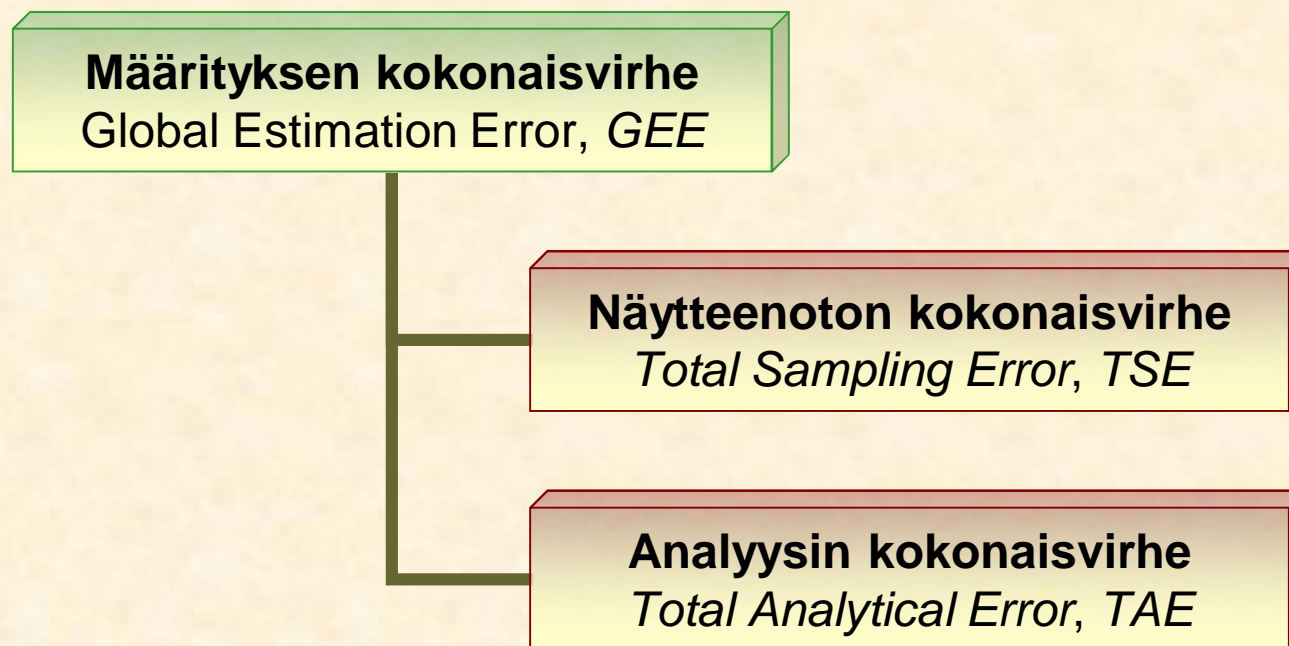 Määrityksen kokonaisvirhe
Global Estimation Error, GEE
Näytteenoton kokonaisvirhe
Total Sampling Error, TSE
Analyysin kokonaisvirhe
Total Analytical Error, TAE